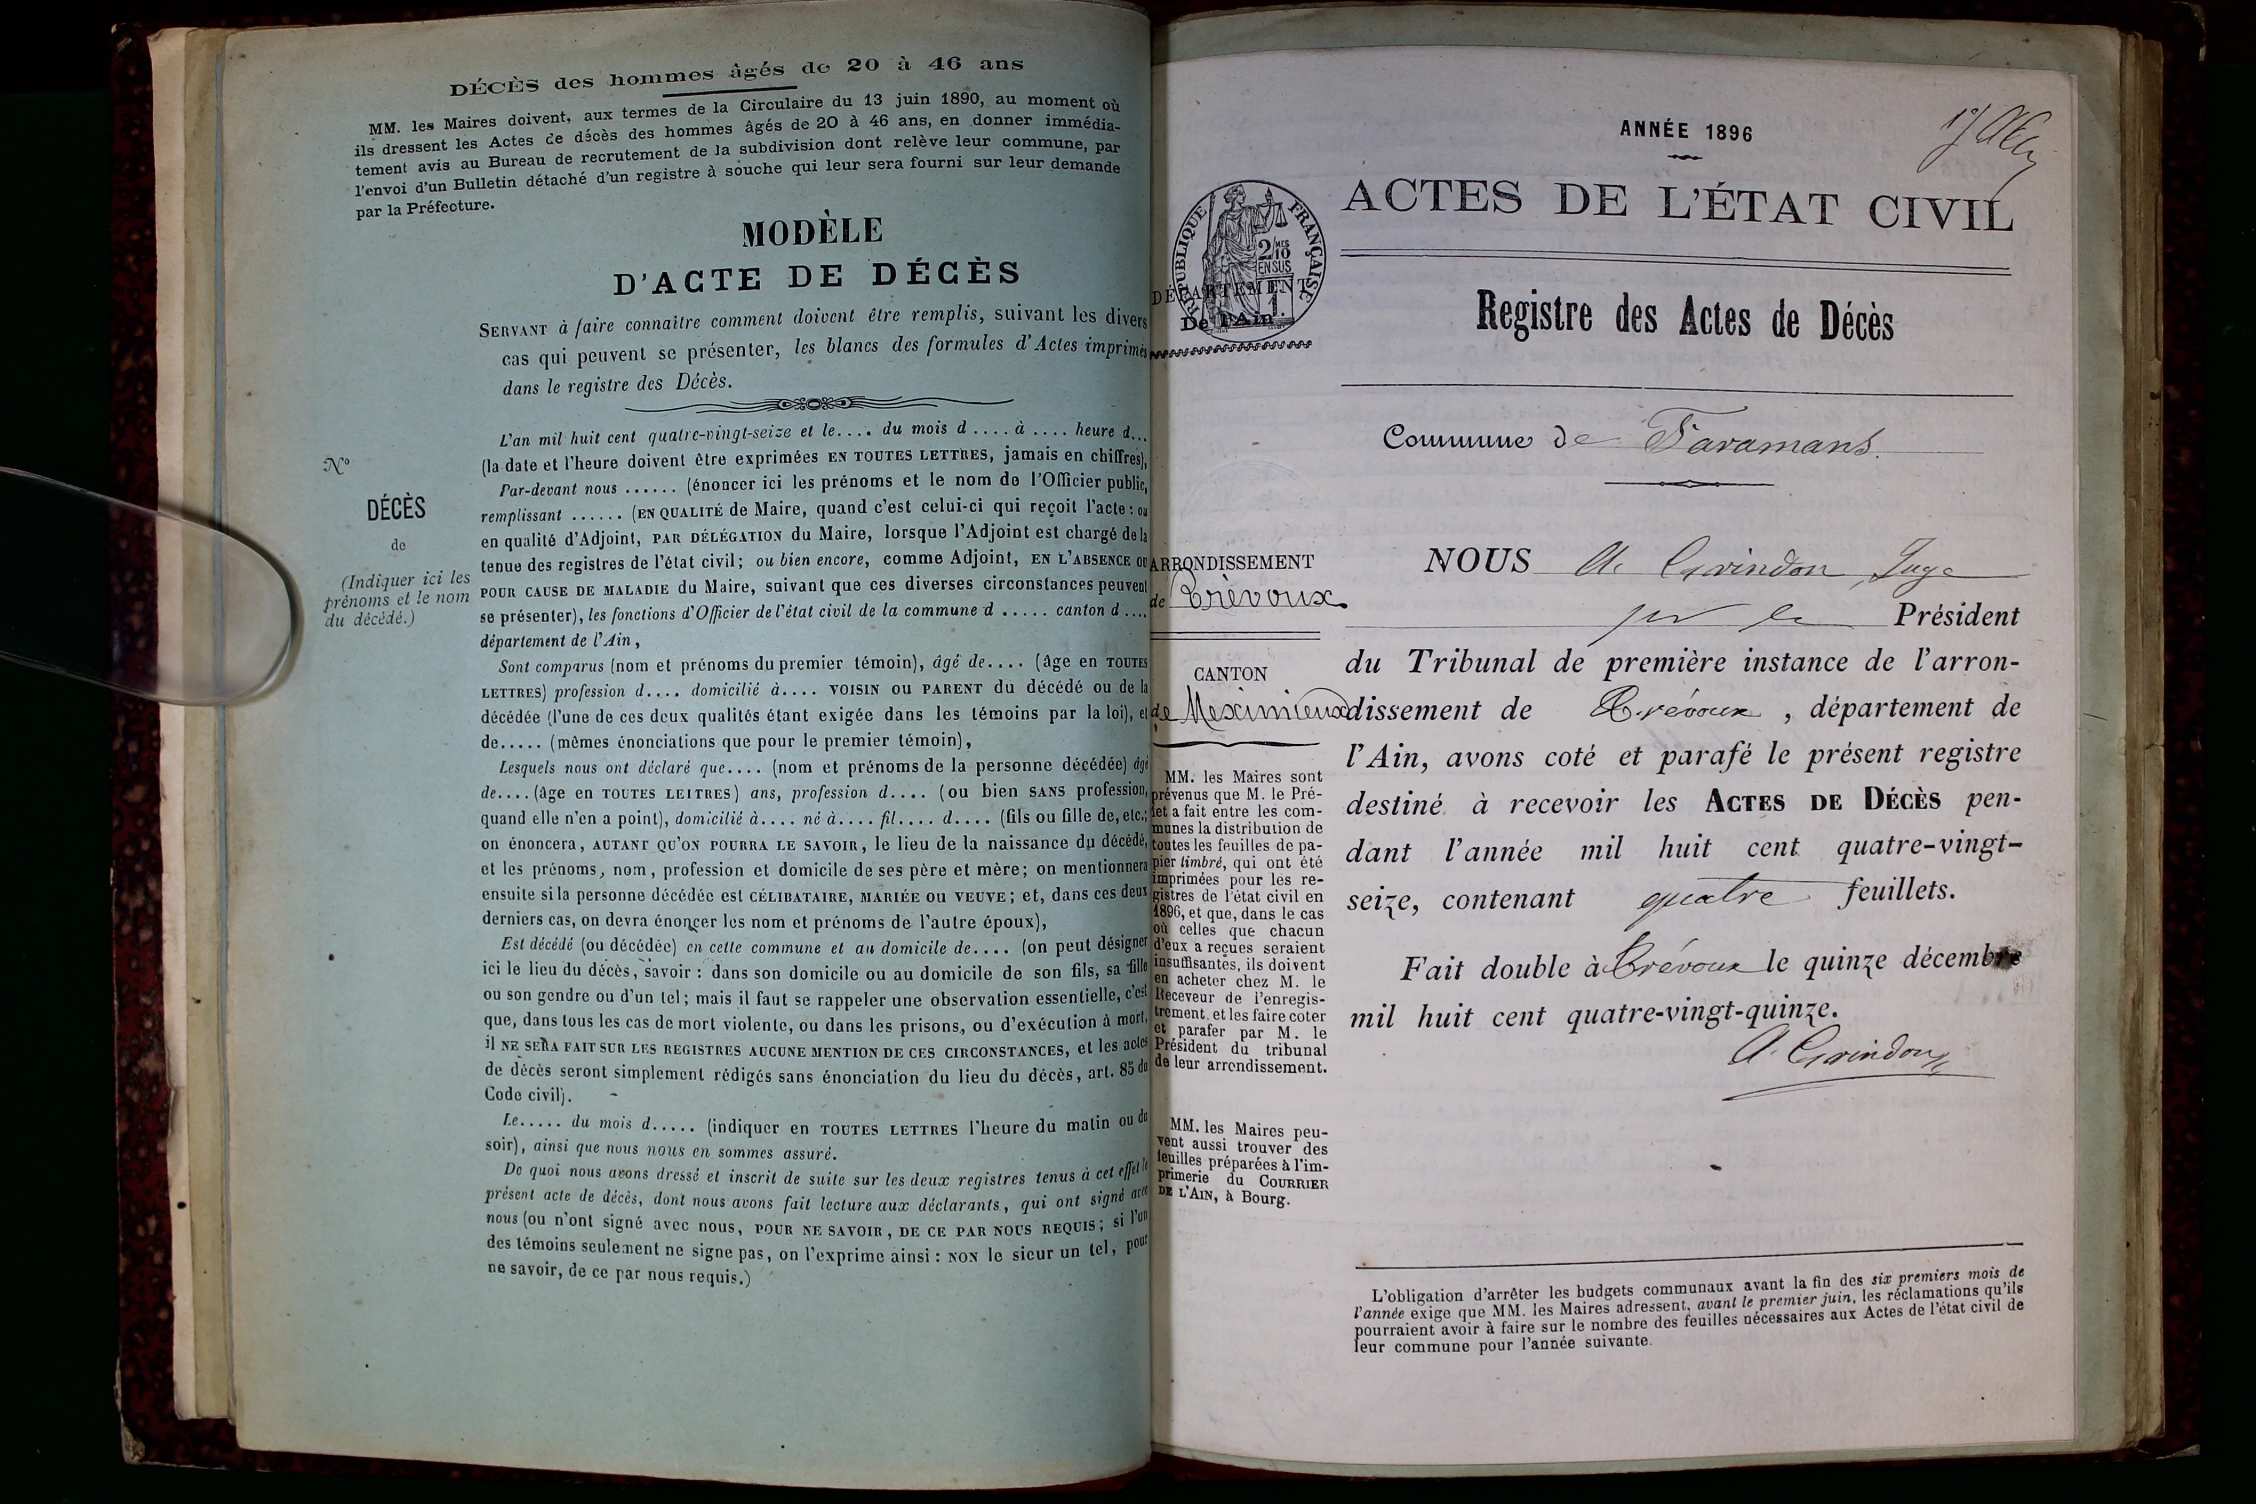 DÉCÈS des hommes âgés de 20 à 46 ans
MM. les Maires doivent, aux termes de la Circulaire du 13 juin 1890, au moment où
ils dressent les Actes de décès des hommes âgés de 20 à 46 ans, en donner immédia-
tement avis au Bureau de recrutement de la subdivision dont relève leur commune, par
l'envoi d'un Bulletin détaché d'un registre à souche qui leur sera fourni sur leur demande
par la Préfecture.
MODÈLE
D'ACTE DE DÉCÈS
SERVANT à faire connaître comment doivent être remplis, suivant les divers
cas qui peuvent se présenter, les blancs des formules d'Actes imprimés
dans le registre des Décès.
N°
DÉCÈS
de
(Indiquer ici les
prénoms et le nom
du décédé.)
L'an mil huit cent quatre-vingt-seize et le.... du mois d .... à .... heure d...
(la date et l'heure doivent être exprimées EN TOUTES LETTRES, jamais en chiffres),
Par-devant nous ...... (énoncer ici les prénoms et le nom de l'Officier public,
remplissant ...... (EN QUALITÉ de Maire, quand c'est celui-ci qui reçoit l'acte : ou
en qualité d'Adjoint, PAR DÉLÉGATION du Maire, lorsque l'Adjoint est chargé de la
tenue des registres de l'état civil; ou bien encore, comme Adjoint, EN L'ABSENCE OU
POUR CAUSE DE MALADIE du Maire, suivant que ces diverses circonstances peuvent
se présenter), les fonctions d'Officier de l'état civil de la commune d ..... canton d ....
département de l'Ain,
Sont comparus (nom et prénoms du premier témoin), âgé de.... (âge en TOUTES
LETTRES) profession d.... domicilié à.... VOISIN OU PARENT du décédé ou de la
décédée (l'une de ces deux qualités étant exigée dans les témoins par la loi), et
de..... (mêmes énonciations que pour le premier témoin),
Lesquels nous ont déclaré que.... (nom et prénoms de la personne décédée) âgé
de.... (âge en TOUTES LETTRES) ans, profession d.... (ou bien SANS profession,
quand elle n'en a point), domicilié à.... né à.... fil.... d.... (fils ou fille de, etc.;
on énoncera, AUTANT QU'ON POURRA LE SAVOIR, le lieu de la naissance du décédé,
et les prénoms, nom, profession et domicile de ses père et mère; on mentionnera
ensuite si la personne décédée est CÉLIBATAIRE, MARIÉE OU VEUVE; et, dans ces deux
derniers cas, on devra énoncer les nom et prénoms de l'autre époux),
Est décédé (ou décédée) en cette commune et au domicile de.... (on peut désigner
ici le lieu du décès, savoir : dans son domicile ou au domicile de son fils, sa fille
ou son gendre ou d'un tel; mais il faut se rappeler une observation essentielle, c'est
que, dans tous les cas de mort violente, ou dans les prisons, ou d'exécution à mort,
il NE SERA FAIT SUR LES REGISTRES AUCUNE MENTION DE CES CIRCONSTANCES, et les actes
de décès seront simplement rédigés sans énonciation du lieu du décès, art. 85 du
Code civil).
Le..... du mois d..... (indiquer en TOUTES LETTRES l'heure du matin ou du
soir), ainsi que nous nous en sommes assuré.
De quoi nous avons dressé et inscrit de suite sur les deux registres tenus à cet effet le
présent acte de décès, dont nous avons fait lecture aux déclarants, qui ont signé avec
nous (ou n'ont signé avec nous, POUR NE SAVOIR, DE CE PAR NOUS REQUIS; si l'un
des témoins seulement ne signe pas, on l'exprime ainsi : NON le sieur un tel, pour
ne savoir, de ce par nous requis.)
ANNÉE 1896
ACTES DE L'ÉTAT CIVIL
RÉPUBLIQUE FRANÇAISE
2/10 MES
EN SUS
DÉPARTEMENT
De l'Ain
Registre des Actes de Décès
Commune de Faramans.
ARRONDISSEMENT
de Trévoux.
CANTON
de Meximieux
MM. les Maires sont
prévenus que M. le Pré-
fet a fait entre les com-
munes la distribution de
toutes les feuilles de pa-
pier timbré, qui ont été
imprimées pour les re-
gistres de l'état civil en
1896, et que, dans le cas
où celles que chacun
d'eux a reçues seraient
insuffisantes, ils doivent
en acheter chez M. le
Receveur de l'enregis-
trement, et les faire coter
et parafer par M. le
Président du tribunal
de leur arrondissement.
MM. les Maires peu-
vent aussi trouver des
feuilles préparées à l'im-
primerie du COURRIER
DE L'AIN, à Bourg.
NOUS A. Grindon, Juge
pr le Président
du Tribunal de première instance de l'arron-
dissement de Trévoux, département de
l'Ain, avons coté et parafé le présent registre
destiné à recevoir les ACTES DE DÉCÈS pen-
dant l'année mil huit cent quatre-vingt-
seize, contenant quatre feuillets.
Fait double à Trévoux le quinze décembre
mil huit cent quatre-vingt-quinze.
A. Grindon
L'obligation d'arrêter les budgets communaux avant la fin des six premiers mois de
l'année exige que MM. les Maires adressent, avant le premier juin, les réclamations qu'ils
pourraient avoir à faire sur le nombre des feuilles nécessaires aux Actes de l'état civil de
leur commune pour l'année suivante.